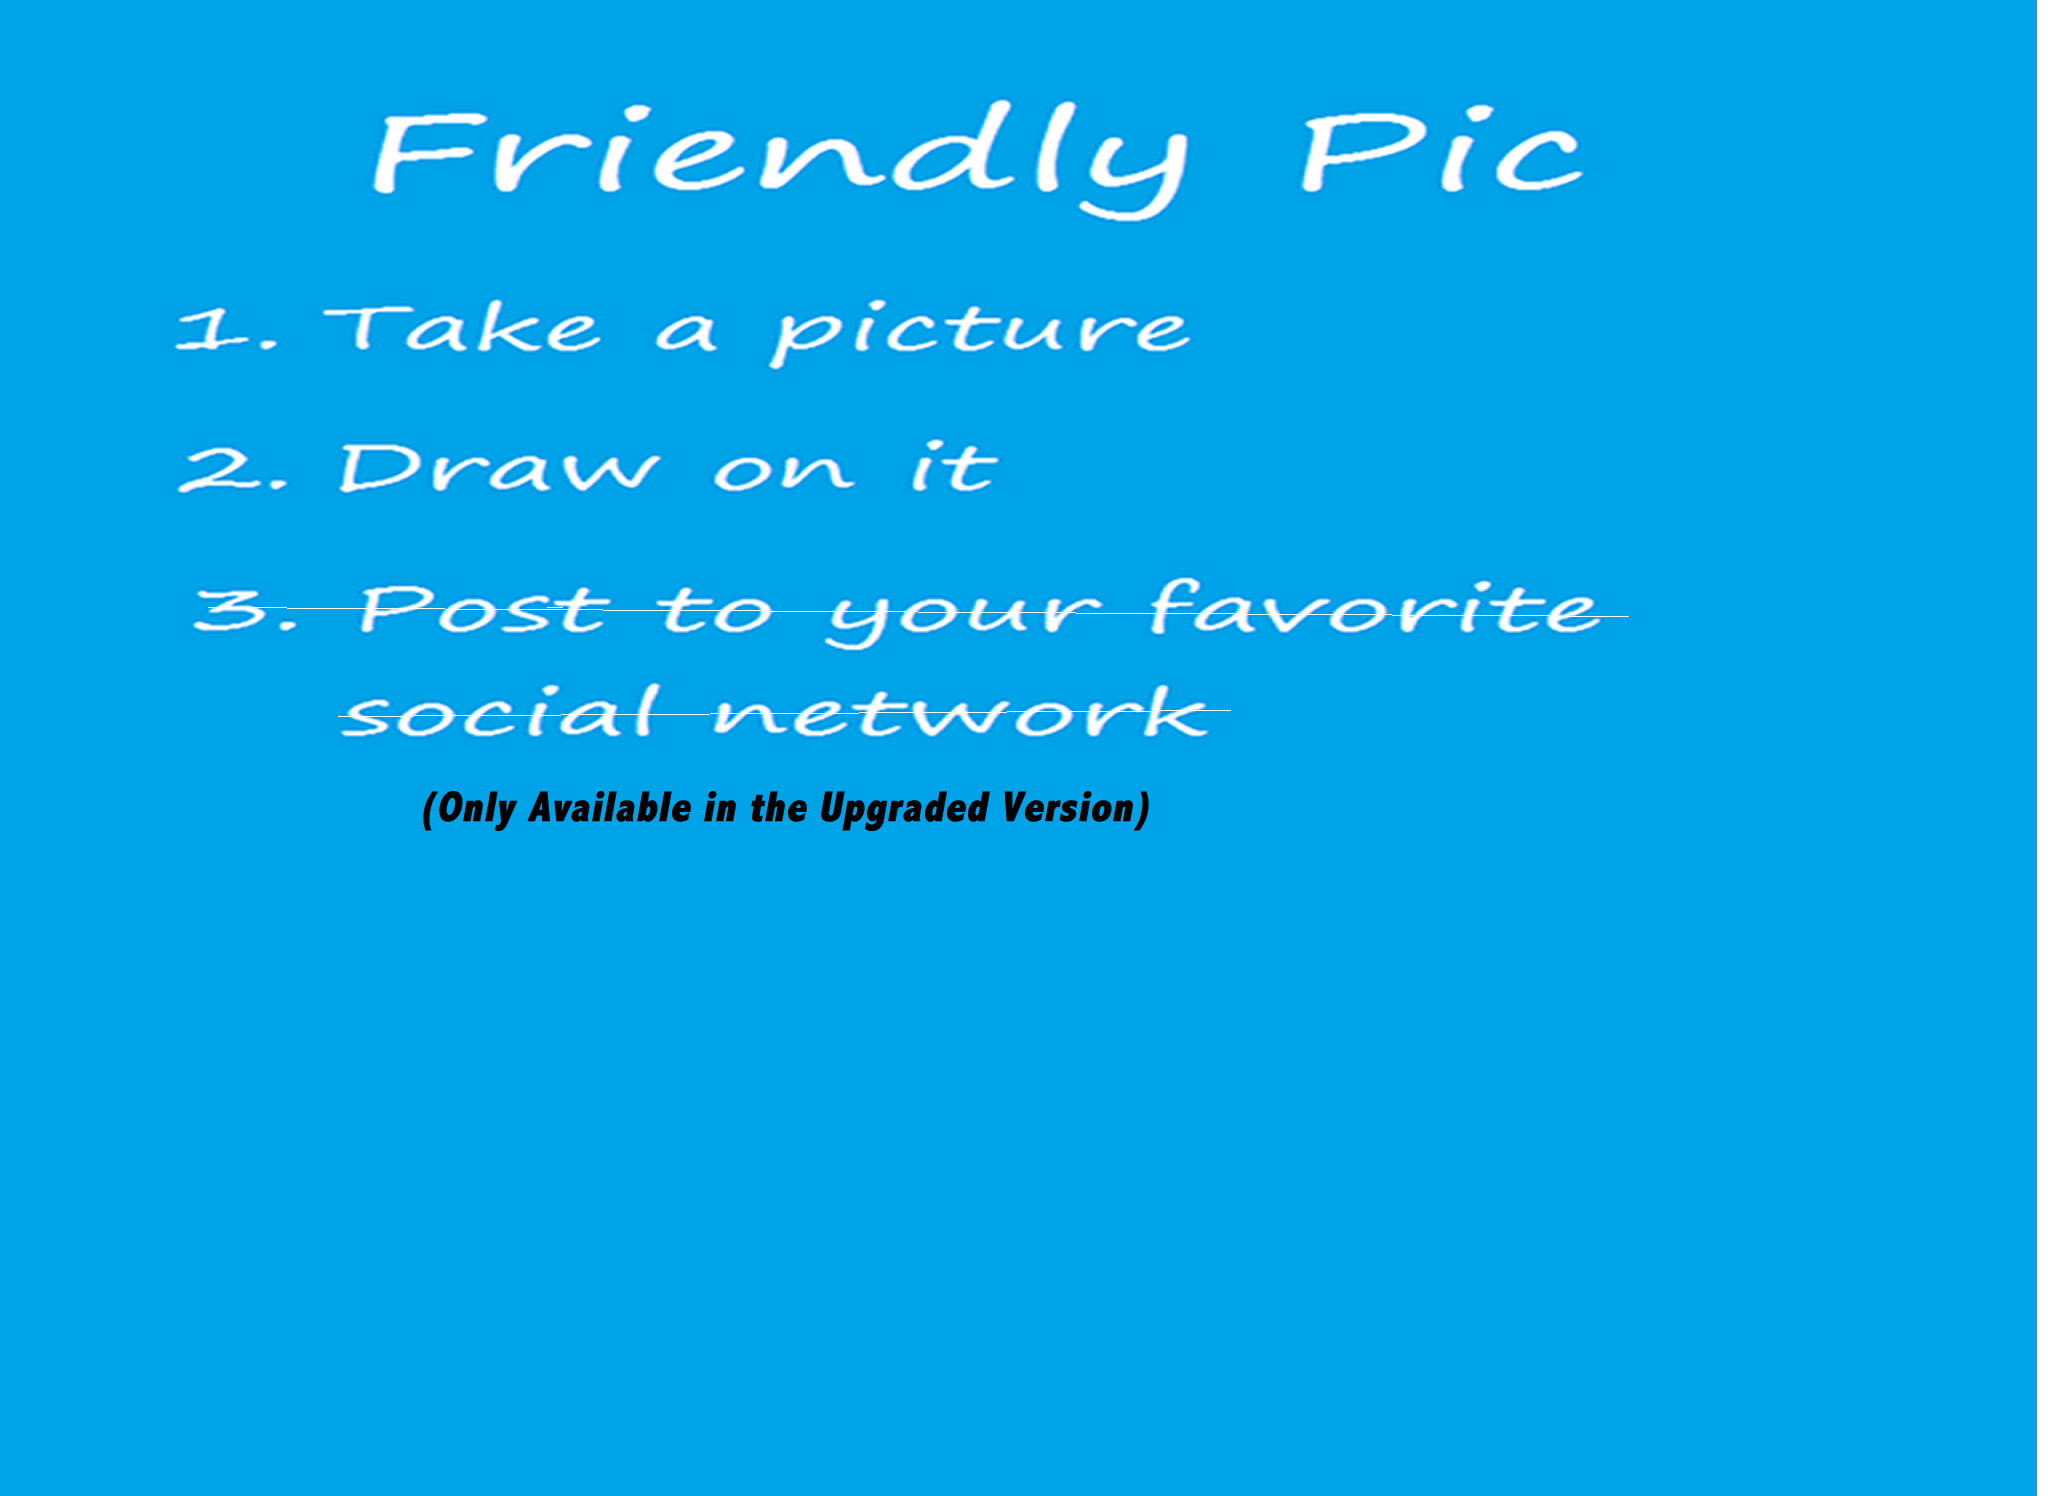 Friendly Pic
1. Take a picture
2. Draw on it
3. Post to your favorite
social network
(Only Available in the Upgraded Version)